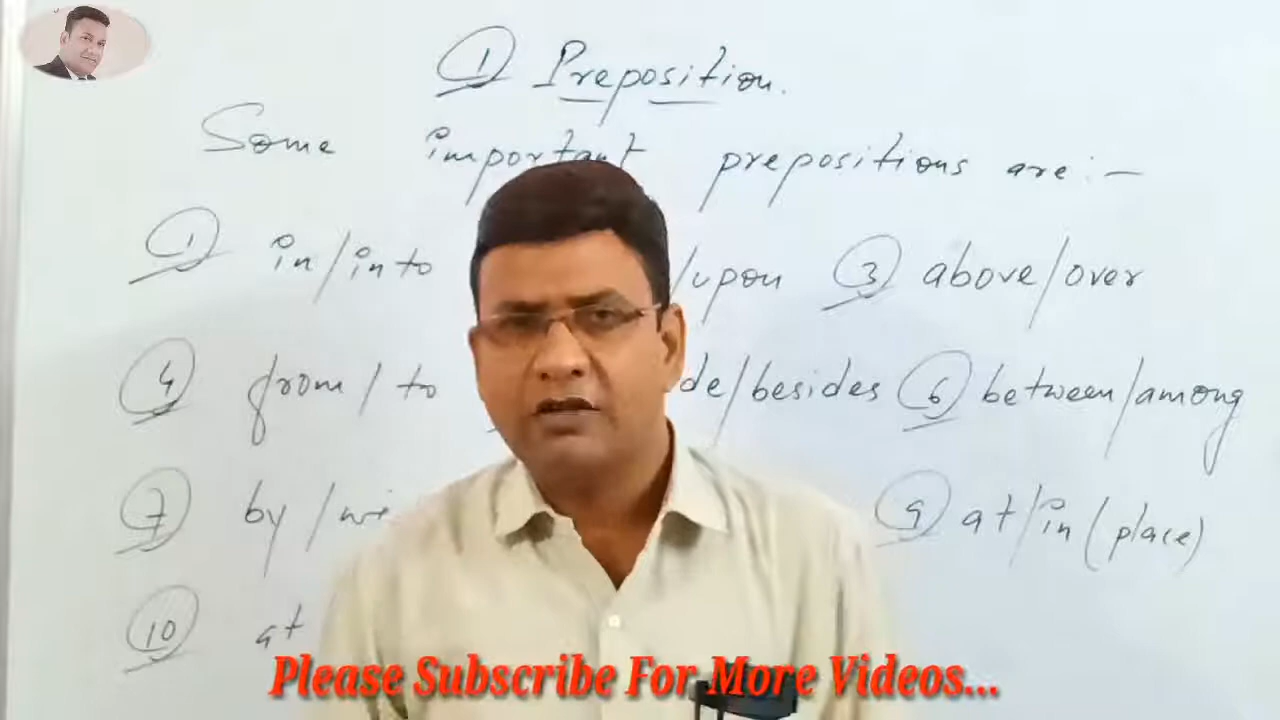 ① Preposition.
Some important prepositions are:-
① in/into /upon ③ above/over
④ from/to de/besides ⑥ between/among
⑦ by/wi ⑨ at/in (place)
⑩ at
Please Subscribe For More Videos...